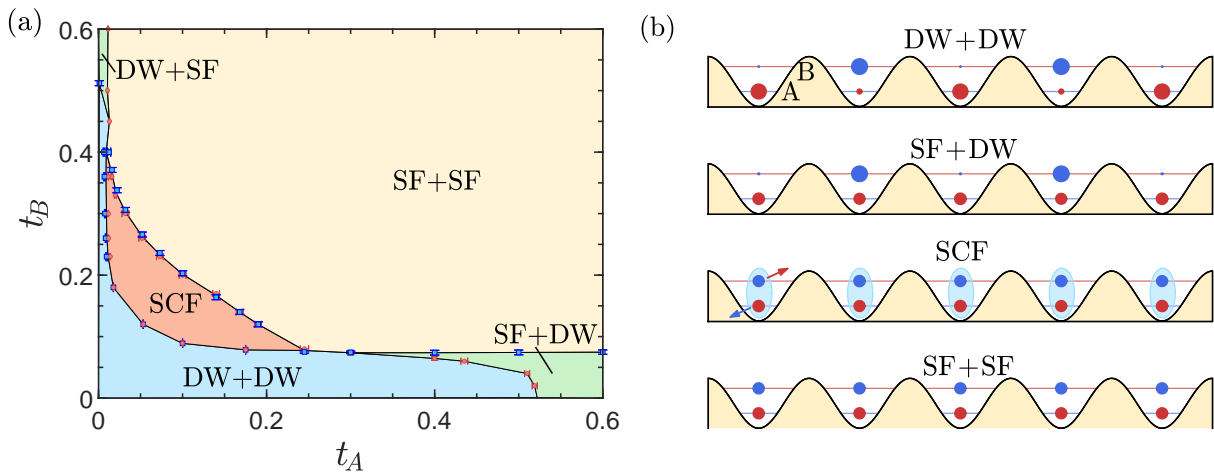 (a)
0.6
0.4
0.2
0
t_B
DW+SF
SF+SF
SCF
SF+DW
DW+DW
0 0.2 0.4 0.6
t_A
(b)
DW+DW
B
A
SF+DW
SCF
SF+SF